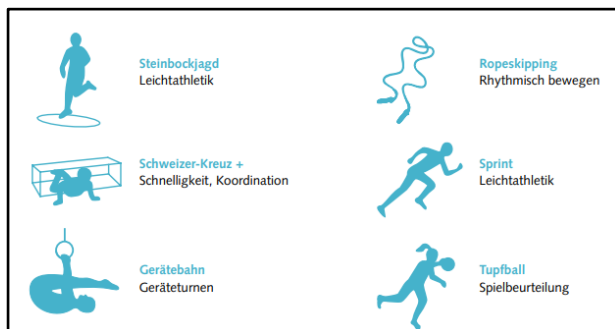 Steinbockjagd
Leichtathletik
Schweizer-Kreuz +
Schnelligkeit, Koordination
Gerätebahn
Geräteturnen
Ropeskipping
Rhythmisch bewegen
Sprint
Leichtathletik
Tupfball
Spielbeurteilung